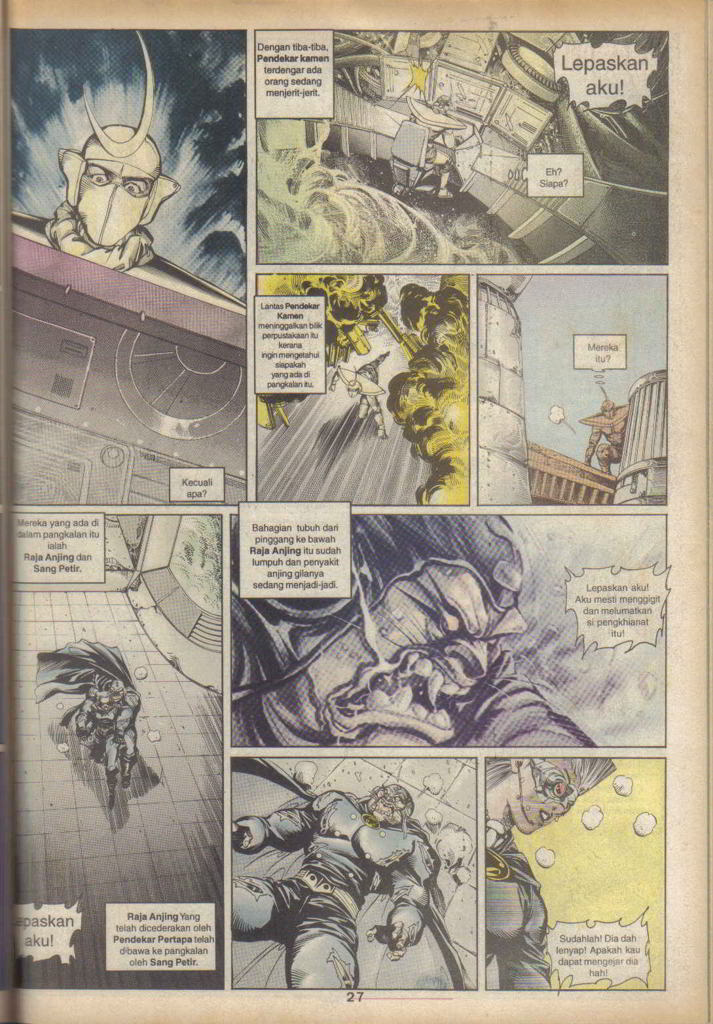 Kecuali
apa?
Dengan tiba-tiba,
Pendekar kamen
terdengar ada
orang sedang
menjerit-jerit.
Lepaskan
aku!
Eh?
Siapa?
Lantas Pendekar
Kamen
meninggalkan bilik
perpustakaan itu
kerana
ingin mengetahui
siapakah
yang ada di
pangkalan itu.
Mereka
itu?
Mereka yang ada di
dalam pangkalan itu
ialah
Raja Anjing dan
Sang Petir.
epaskan
aku!
Raja Anjing Yang
telah dicederakan oleh
Pendekar Pertapa telah
dibawa ke pangkalan
oleh Sang Petir.
Bahagian tubuh dari
pinggang ke bawah
Raja Anjing itu sudah
lumpuh dan penyakit
anjing gilanya
sedang menjadi-jadi.
Lepaskan aku!
Aku mesti menggigit
dan melumatkan
si pengkhianat
itu!
Sudahlah! Dia dah
lenyap! Apakah kau
dapat mengejar dia
hah!
27